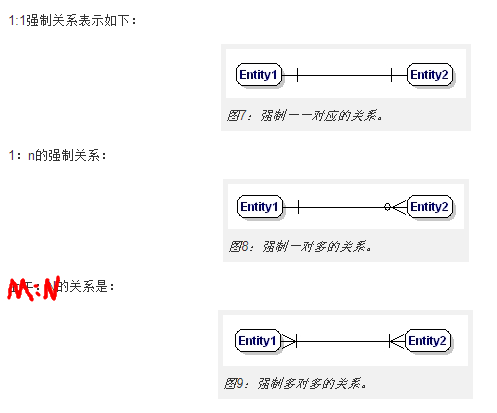 1:1强制关系表示如下：
Entity1 Entity2
图7：强制一一对应的关系。
1：n的强制关系：
Entity1 Entity2
图8：强制一对多的关系。
M:N的关系是：
Entity1 Entity2
图9：强制多对多的关系。